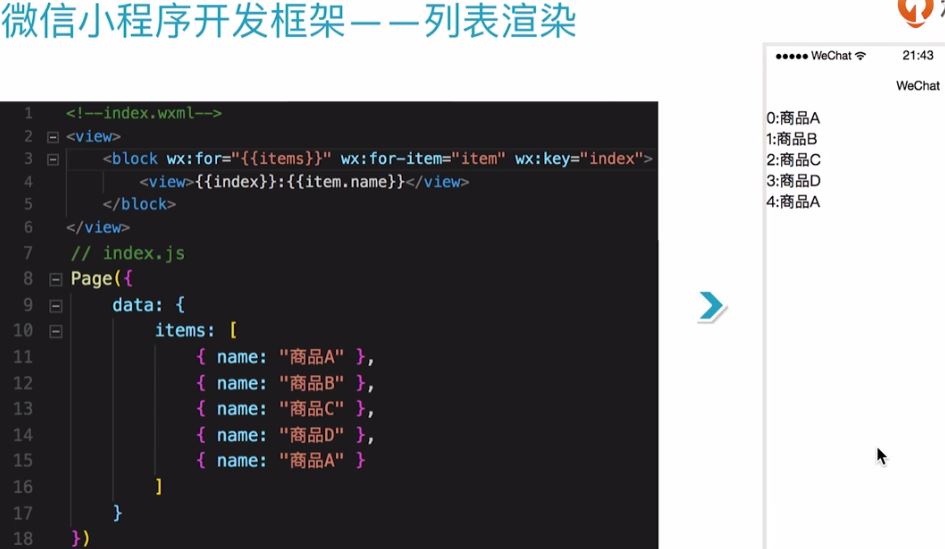 微信小程序开发框架——列表渲染
1 <!--index.wxml-->
2 <view>
3 <block wx:for="{{items}}" wx:for-item="item" wx:key="index">
4 <view>{{index}}:{{item.name}}</view>
5 </block>
6 </view>
7 // index.js
8 Page({
9 data: {
10 items: [
11 { name: "商品A" },
12 { name: "商品B" },
13 { name: "商品C" },
14 { name: "商品D" },
15 { name: "商品A" }
16 ]
17 }
18 })
WeChat 21:43
WeChat
0:商品A
1:商品B
2:商品C
3:商品D
4:商品A